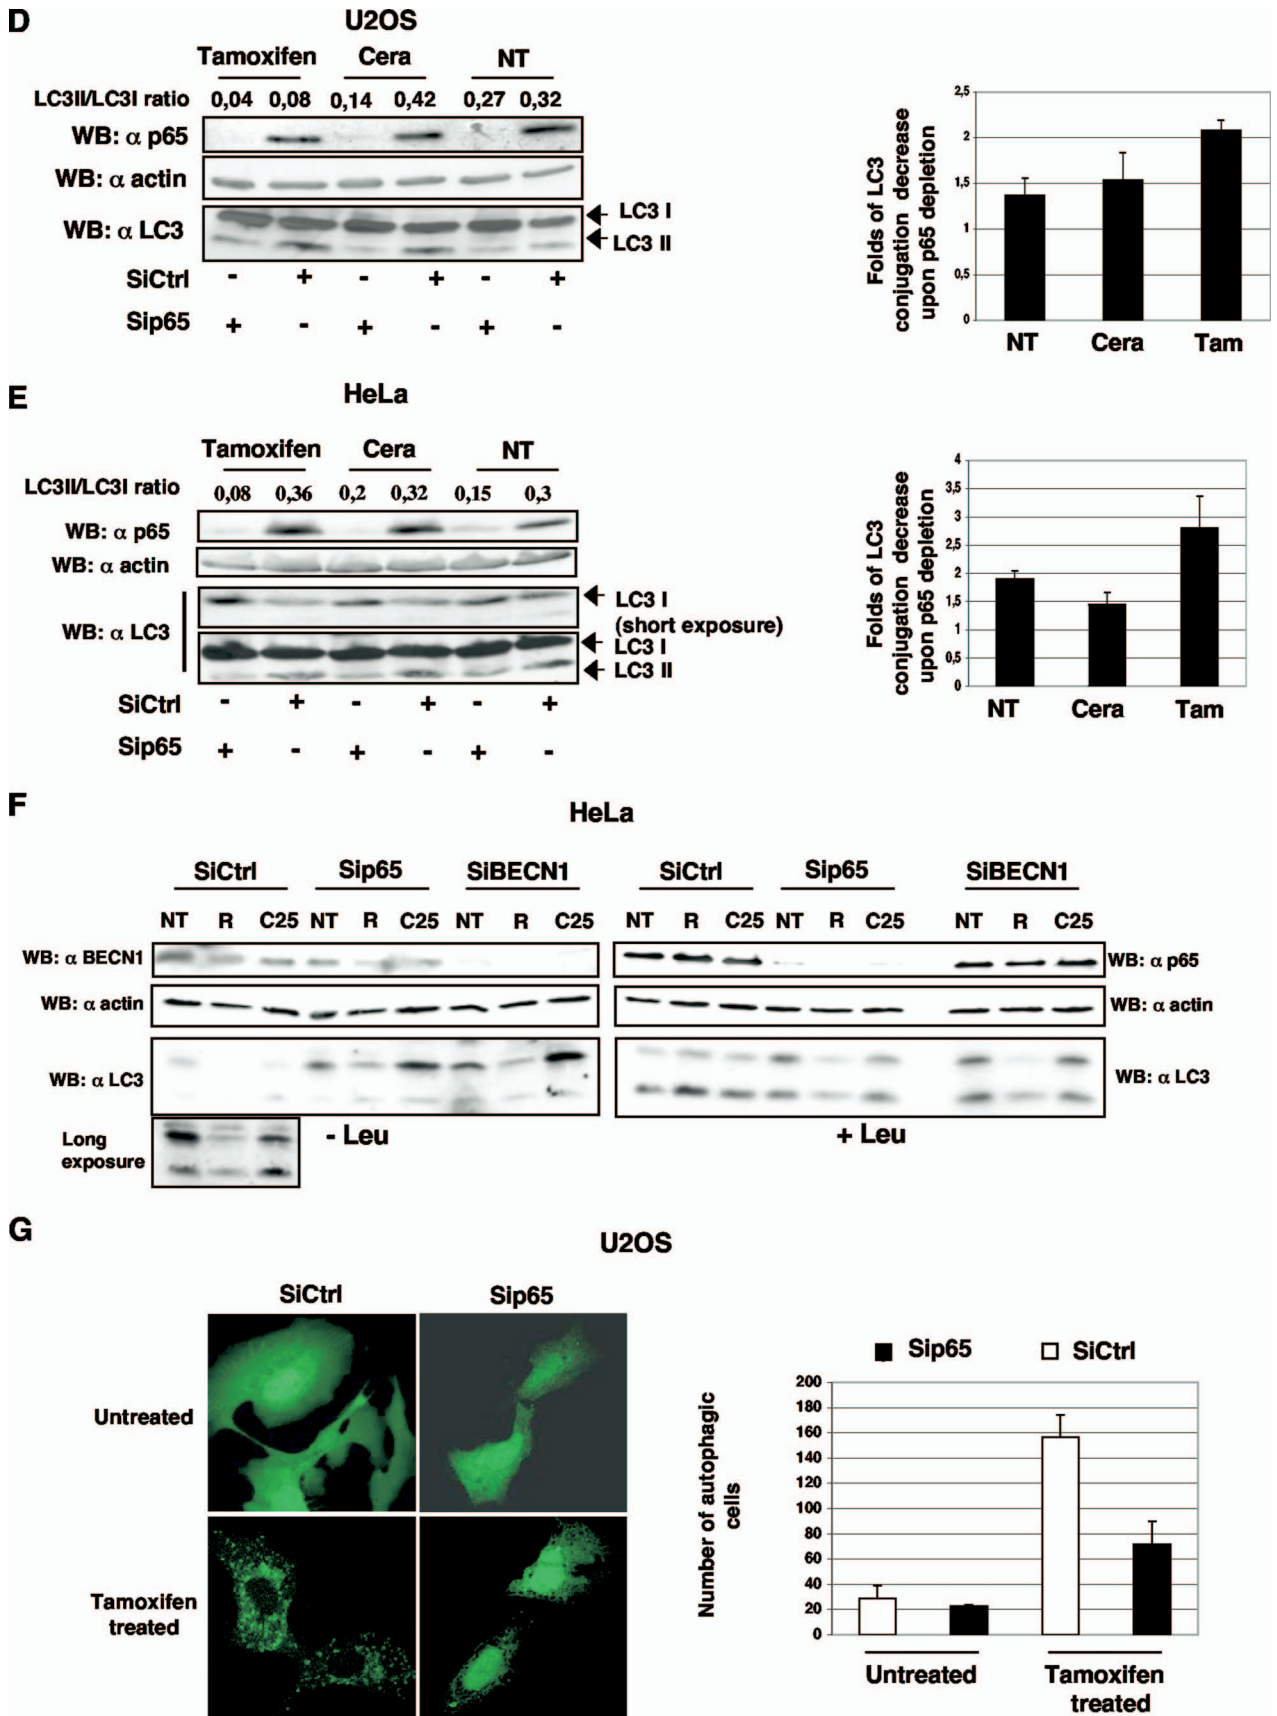 D
U2OS
Tamoxifen Cera NT
LC3II/LC3I ratio 0,04 0,08 0,14 0,42 0,27 0,32
WB: α p65
WB: α actin
WB: α LC3
LC3 I
LC3 II
SiCtrl - + - + - +
Sip65 + - + - + -
Folds of LC3
conjugation decrease
upon p65 depletion
2,5
2
1,5
1
0,5
0
NT Cera Tam
E
HeLa
Tamoxifen Cera NT
LC3II/LC3I ratio 0,08 0,36 0,2 0,32 0,15 0,3
WB: α p65
WB: α actin
WB: α LC3
LC3 I
(short exposure)
LC3 I
LC3 II
SiCtrl - + - + - +
Sip65 + - + - + -
Folds of LC3
conjugation decrease
upon p65 depletion
4
3,5
3
2,5
2
1,5
1
0,5
0
NT Cera Tam
F
HeLa
SiCtrl Sip65 SiBECN1 SiCtrl Sip65 SiBECN1
NT R C25 NT R C25 NT R C25 NT R C25 NT R C25 NT R C25
WB: α BECN1
WB: α p65
WB: α actin
WB: α actin
WB: α LC3
WB: α LC3
Long
exposure
- Leu
+ Leu
G
U2OS
SiCtrl Sip65
Untreated
Tamoxifen
treated
Sip65 SiCtrl
Number of autophagic
cells
200
180
160
140
120
100
80
60
40
20
0
Untreated Tamoxifen
treated